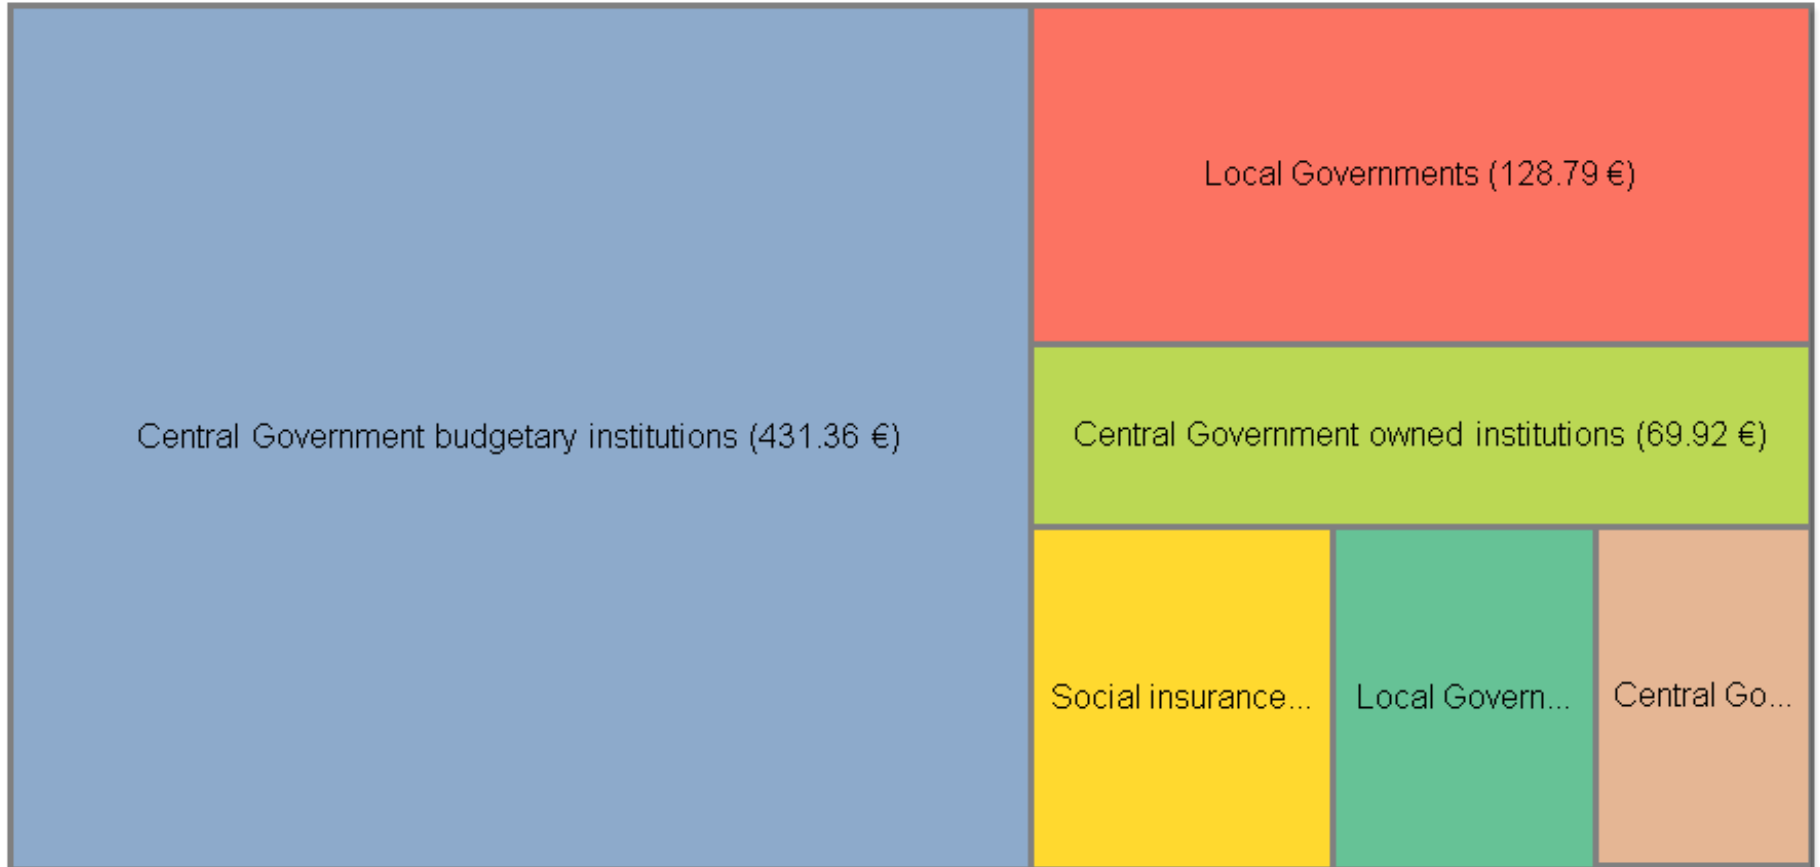 Local Governments (128.79 €)
Central Government budgetary institutions (431.36 €)
Central Government owned institutions (69.92 €)
Social insurance...
Local Govern...
Central Go...